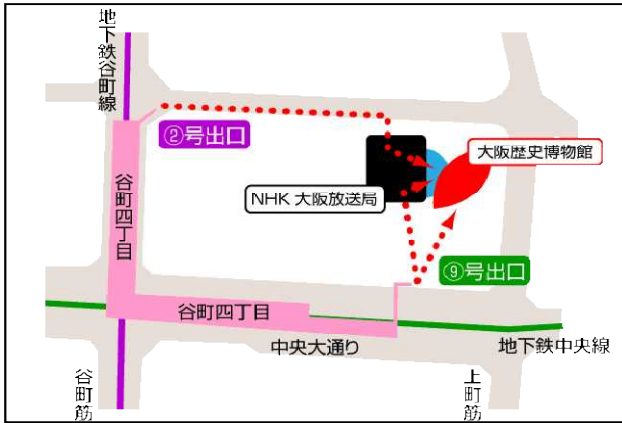 地下鉄谷町線
②号出口
大阪歴史博物館
谷町四丁目
NHK 大阪放送局
⑨号出口
谷町四丁目
中央大通り
地下鉄中央線
谷町筋
上町筋